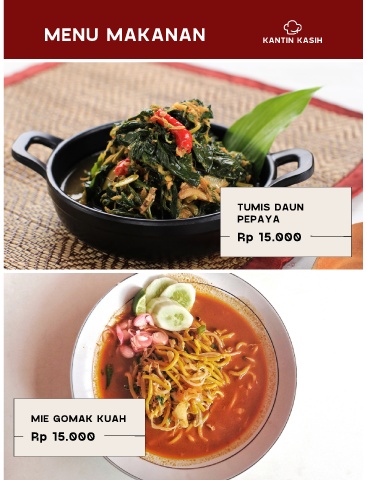 MENU MAKANAN
KANTIN KASIH
TUMIS DAUN
PEPAYA
Rp 15.000
MIE GOMAK KUAH
Rp 15.000